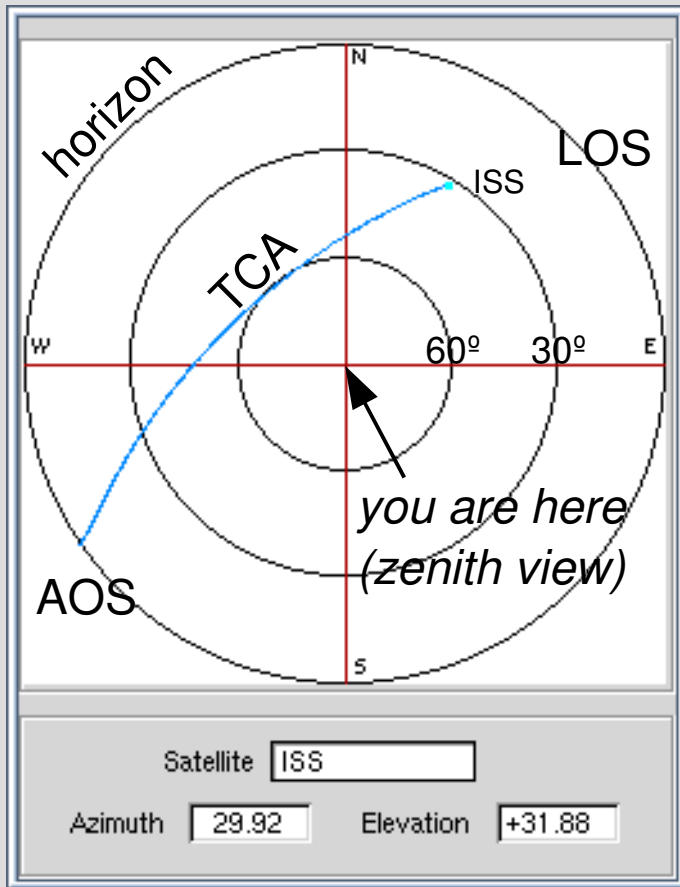 N
horizon
LOS
ISS
TCA
W
60º
30º
E
you are here
(zenith view)
AOS
S
Satellite ISS
Azimuth 29.92 Elevation +31.88